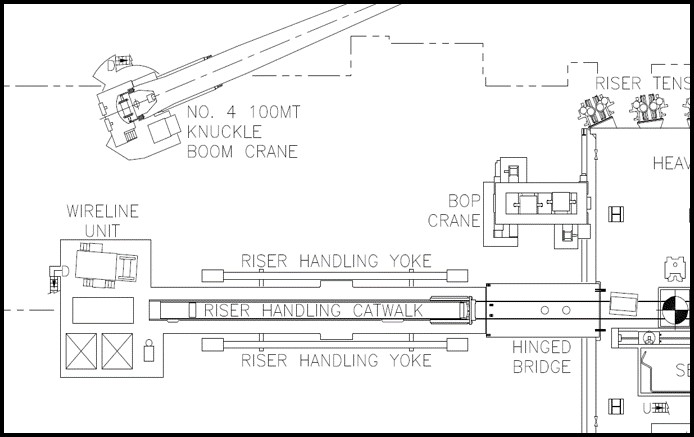 RISER TENS
NO. 4 100MT
KNUCKLE
BOOM CRANE
HEAV
BOP
CRANE
WIRELINE
UNIT
RISER HANDLING YOKE
RISER HANDLING CATWALK
RISER HANDLING YOKE
HINGED
BRIDGE
SE